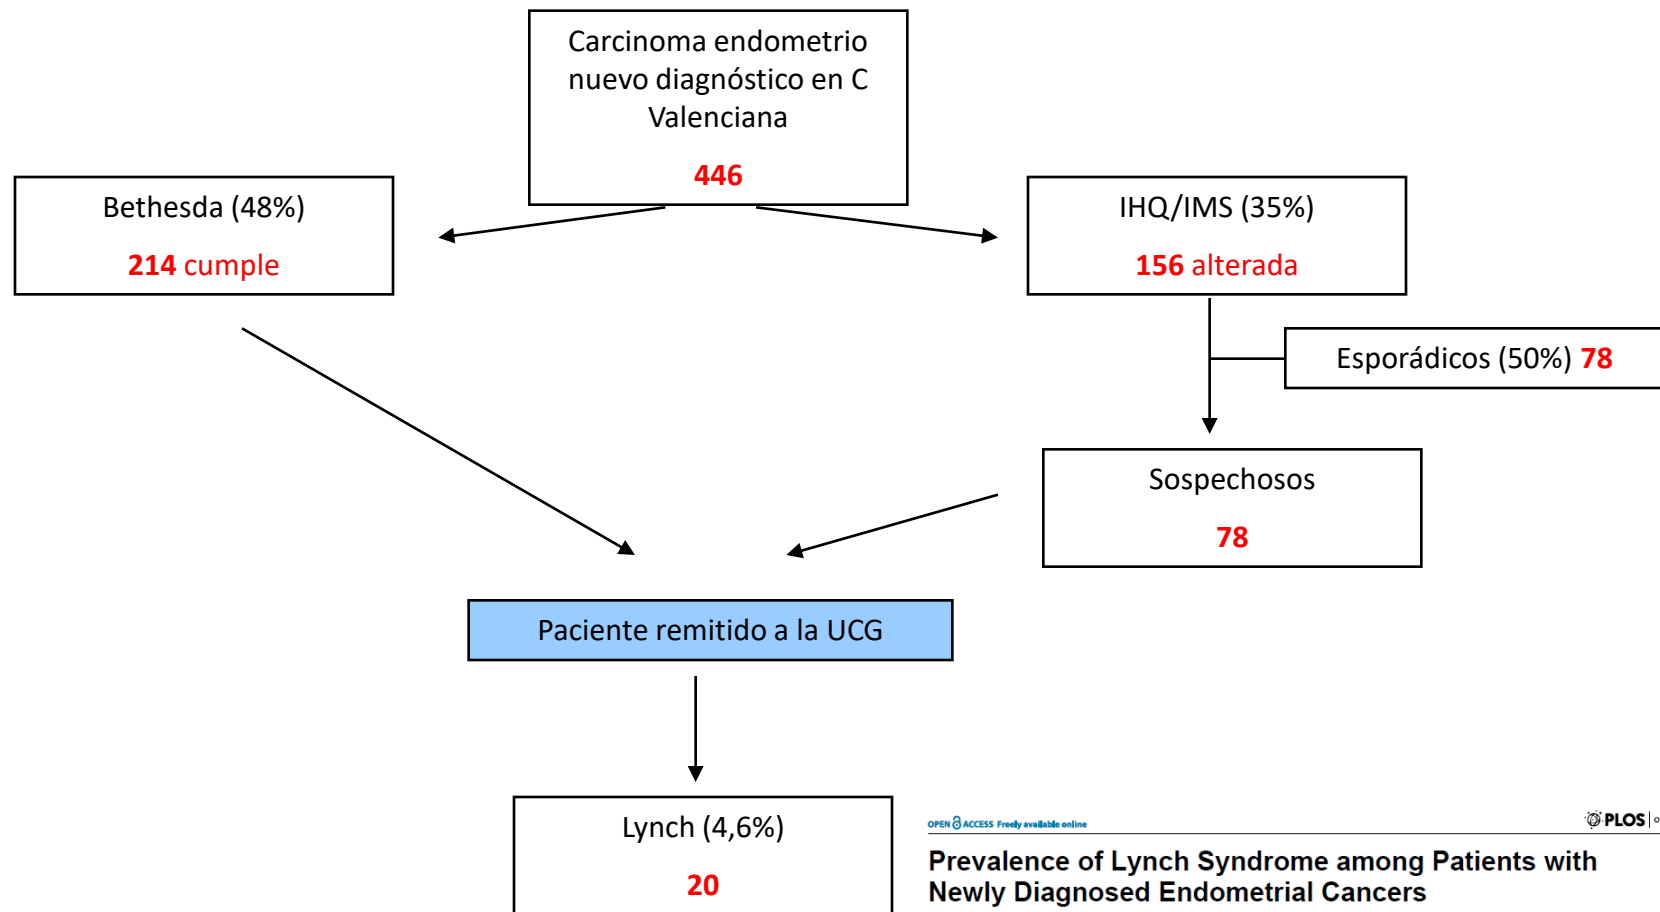 Carcinoma endometrio
nuevo diagnóstico en C
Valenciana
446
Bethesda (48%)
214 cumple
IHQ/IMS (35%)
156 alterada
Esporádicos (50%) 78
Sospechosos
78
Paciente remitido a la UCG
Lynch (4,6%)
20
OPEN ACCESS Freely available online
PLOS
Prevalence of Lynch Syndrome among Patients with
Newly Diagnosed Endometrial Cancers